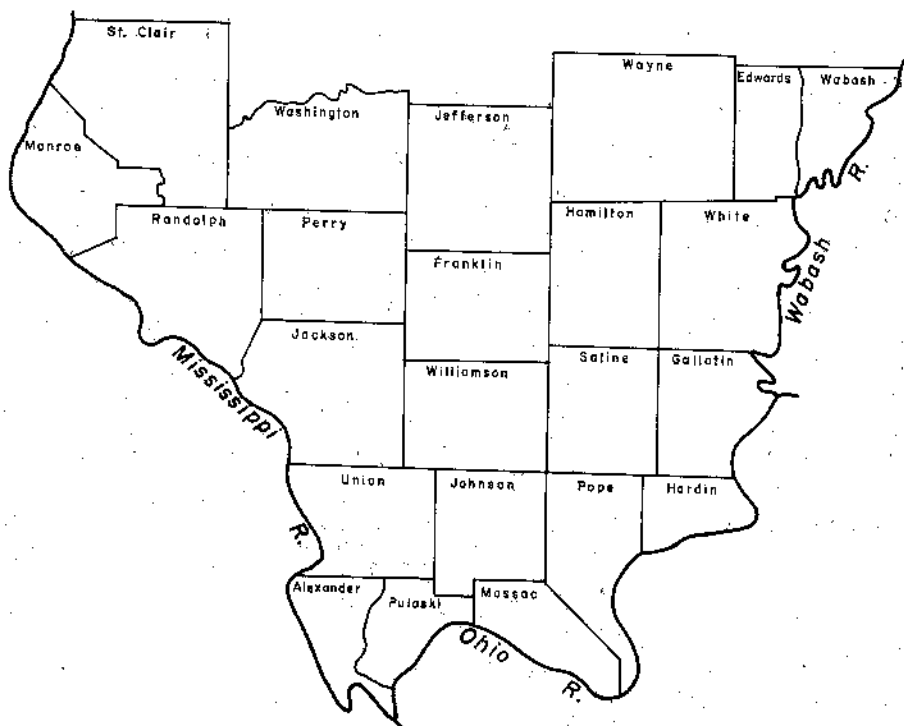 St. Clair
Wayne
Edwards
Wabash
Washington
Jefferson
Monroe
R.
Randolph
Perry
Hamilton
White
Franklin
Wabash
Jackson
Williamson
Saline
Gallatin
Mississippi
Union
Johnson
Pope
Hardin
R.
Alexander
Pulaski
Massac
Ohio
R.